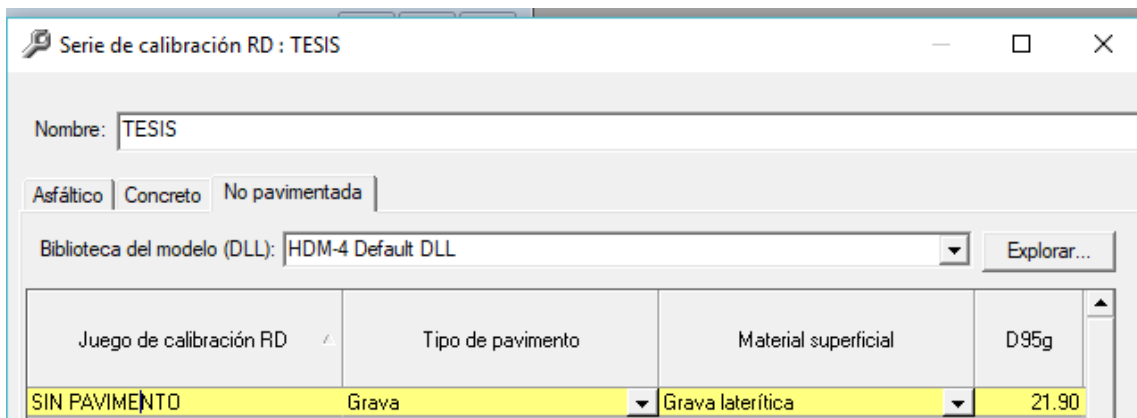 Serie de calibración RD : TESIS
Nombre: TESIS
Asfáltico Concreto No pavimentada
Biblioteca del modelo (DLL): HDM-4 Default DLL Explorar...
Juego de calibración RD Tipo de pavimento Material superficial D95g
SIN PAVIMENTO Grava Grava laterítica 21.90